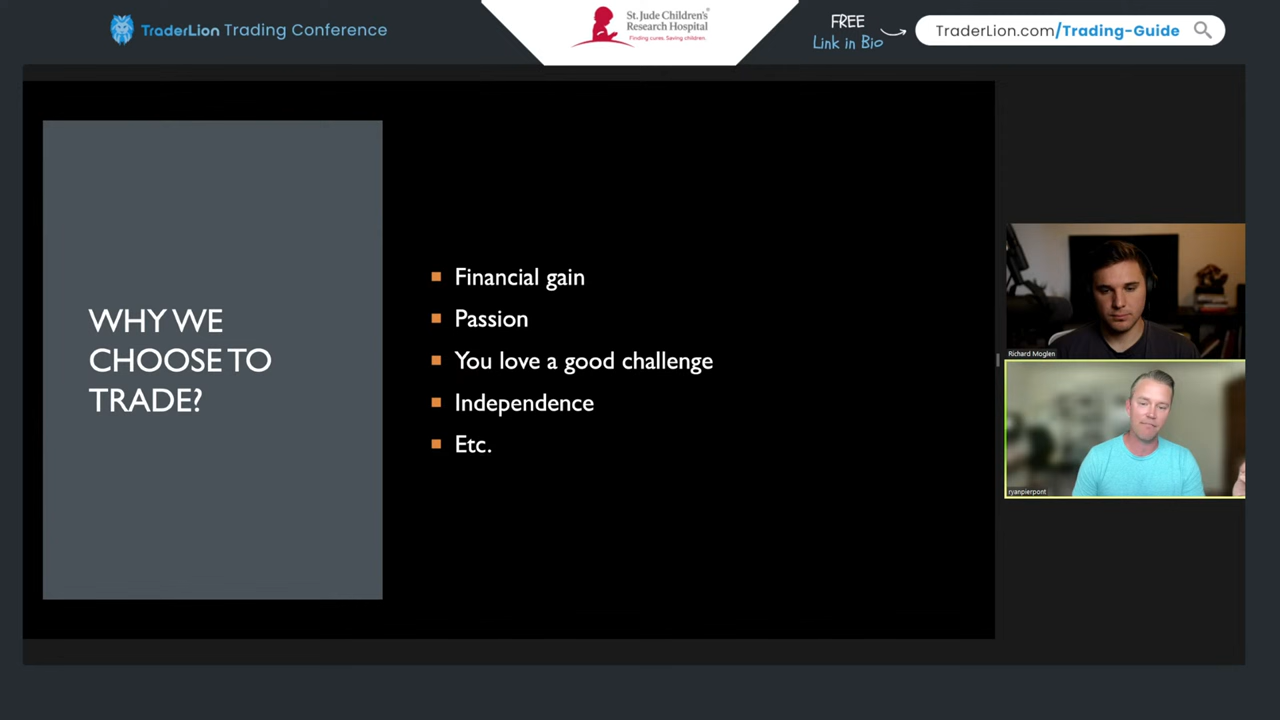 TraderLion Trading Conference
St. Jude Children's
Research Hospital
Finding cures. Saving children.
FREE
Link in Bio
TraderLion.com/Trading-Guide
WHY WE
CHOOSE TO
TRADE?
Financial gain
Passion
You love a good challenge
Independence
Etc.
Richard Moglen
ryanpierpont